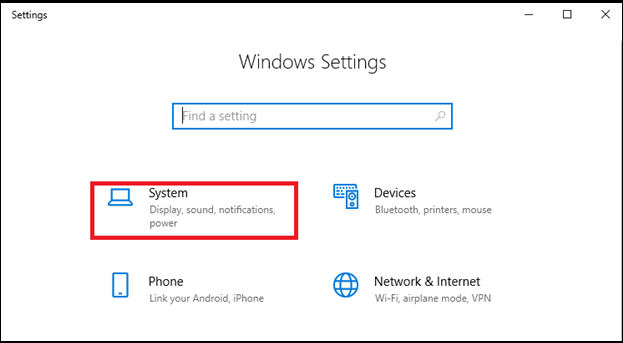 Settings
Windows Settings
Find a setting
System
Display, sound, notifications,
power
Devices
Bluetooth, printers, mouse
Phone
Link your Android, iPhone
Network & Internet
Wi-Fi, airplane mode, VPN